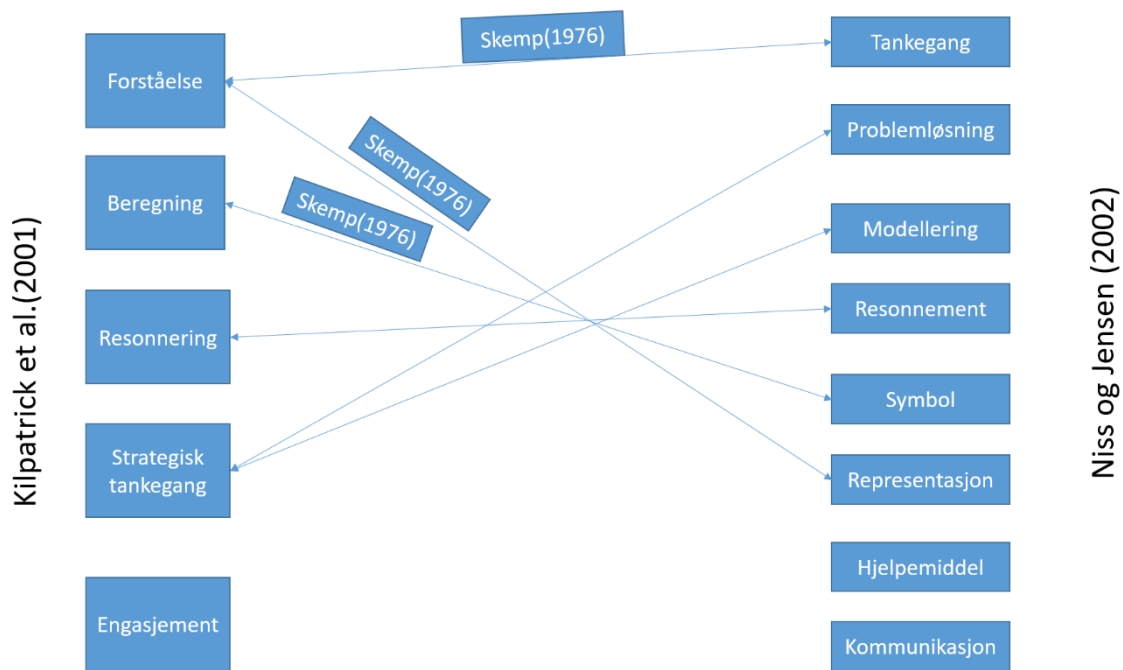 Kilpatrick et al.(2001)
Forståelse
Beregning
Resonnering
Strategisk
tankegang
Engasjement
Skemp(1976)
Skemp(1976)
Skemp(1976)
Tankegang
Problemløsning
Modellering
Resonnement
Symbol
Representasjon
Hjelpemiddel
Kommunikasjon
Niss og Jensen (2002)